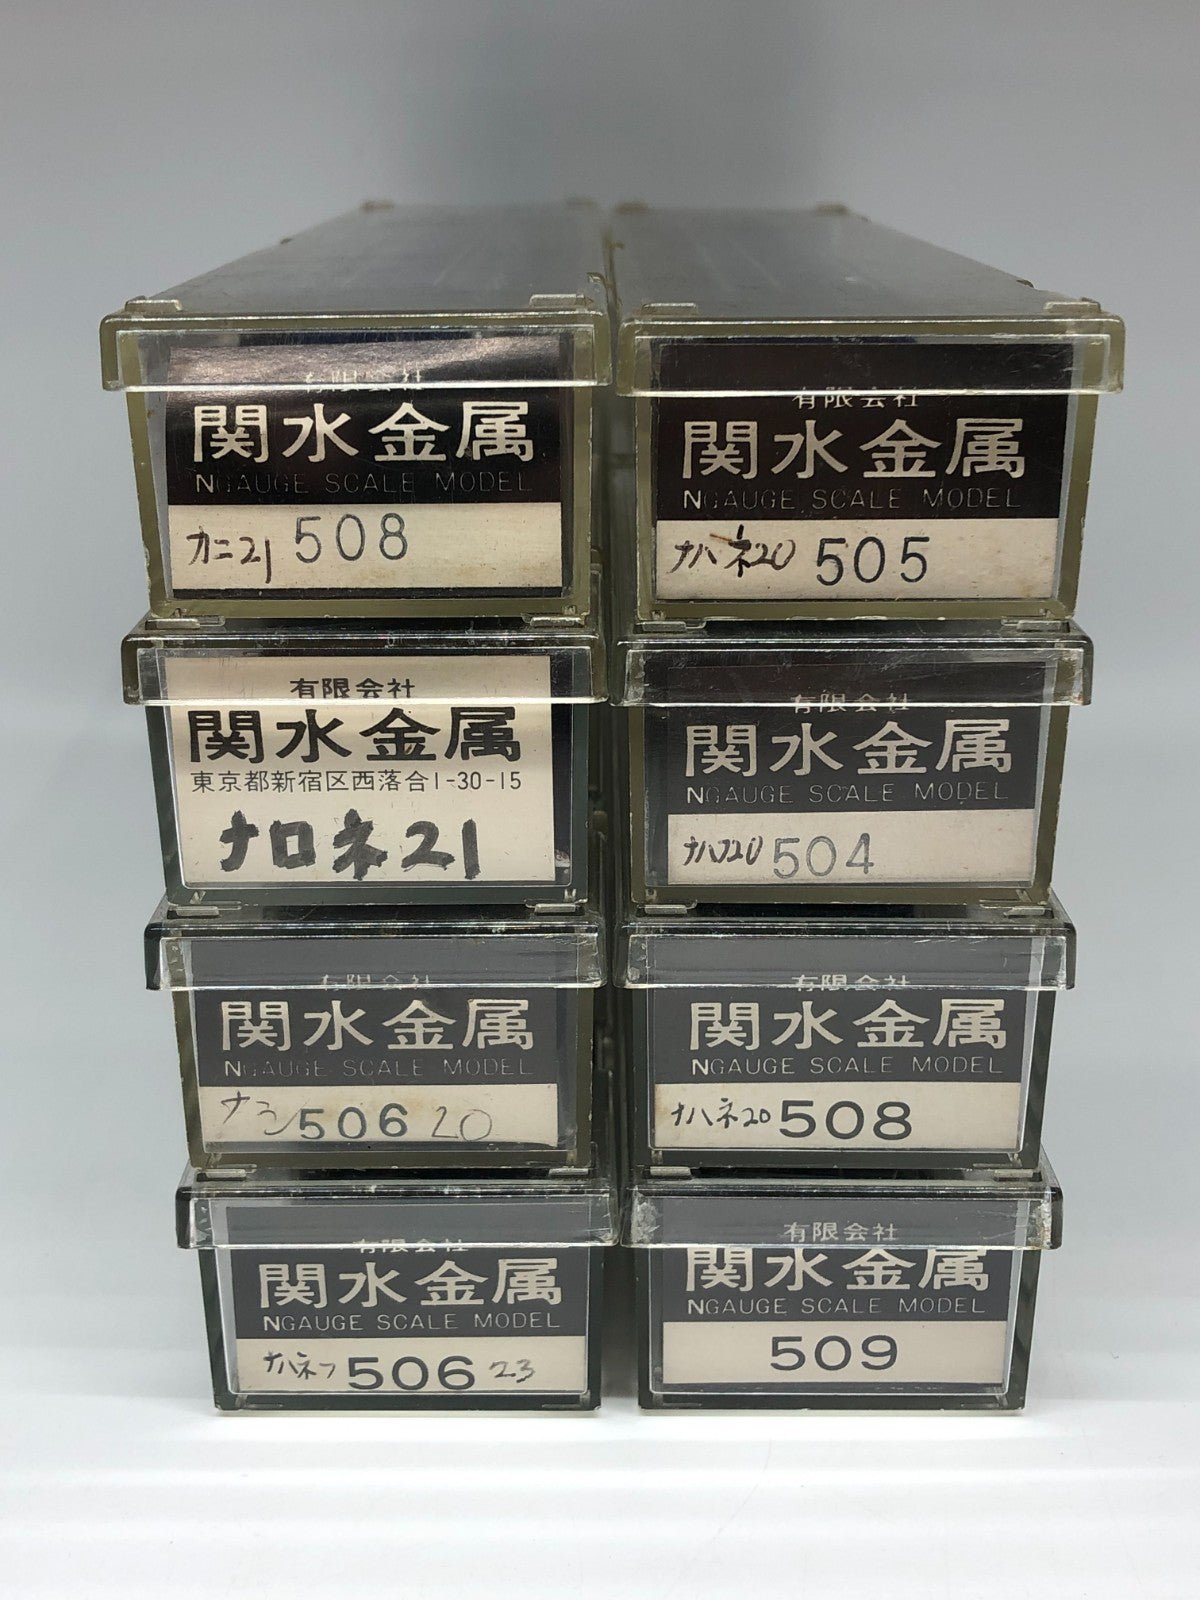 有限会社
関水金属
NGAUGE SCALE MODEL
カニ21 508
有限会社
関水金属
NGAUGE SCALE MODEL
ナハネ20 505
有限会社
関水金属
東京都新宿区西落合1-30-15
ナロネ21
有限会社
関水金属
NGAUGE SCALE MODEL
504
有限会社
関水金属
NGAUGE SCALE MODEL
506 20
有限会社
関水金属
NGAUGE SCALE MODEL
ナハネ20 508
有限会社
関水金属
NGAUGE SCALE MODEL
ナハネフ 506 23
有限会社
関水金属
NGAUGE SCALE MODEL
509